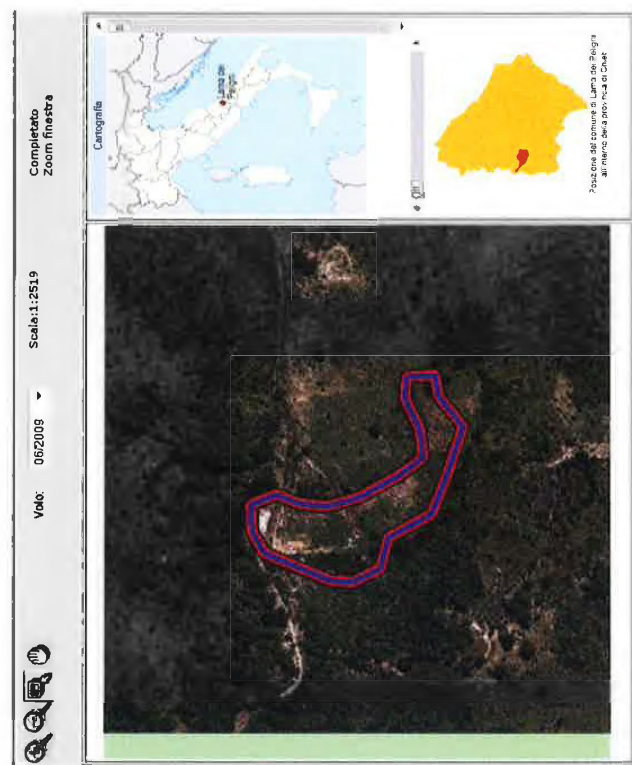 Completato
Zoom finestra
Volo: 06/2009
Scala:1:2519
Cartografia
Lama dei
Peligni
Posizione del comune di Lama dei Peligni
all'interno della provincia di Chieti